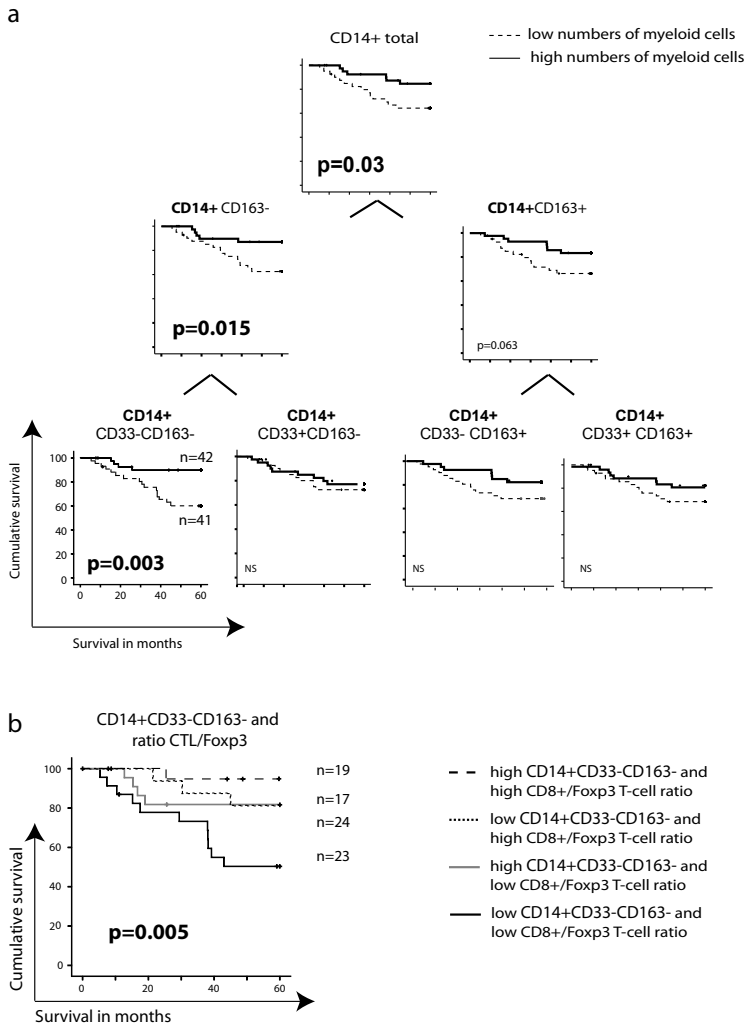 a
CD14+ total
low numbers of myeloid cells
high numbers of myeloid cells
p=0.03
CD14+ CD163-
p=0.015
CD14+CD163+
p=0.063
CD14+
CD33-CD163-
CD14+
CD33+CD163-
CD14+
CD33- CD163+
CD14+
CD33+ CD163+
Cumulative survival
100
80
60
40
20
0
n=42
n=41
p=0.003
0 20 40 60
NS
NS
NS
Survival in months
b
CD14+CD33-CD163- and
ratio CTL/Foxp3
Cumulative survival
100
80
60
40
20
0
n=19
n=17
n=24
n=23
p=0.005
0 20 40 60
Survival in months
high CD14+CD33-CD163- and
high CD8+/Foxp3 T-cell ratio
low CD14+CD33-CD163- and
high CD8+/Foxp3 T-cell ratio
high CD14+CD33-CD163- and
low CD8+/Foxp3 T-cell ratio
low CD14+CD33-CD163- and
low CD8+/Foxp3 T-cell ratio